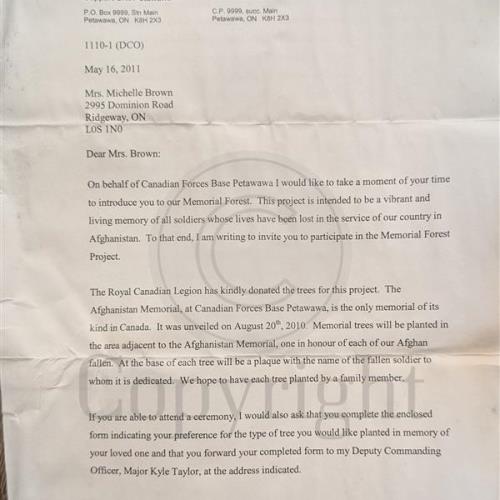 P.O. Box 9999, Stn Main
Petawawa, ON K8H 2X3
C.P. 9999, succ. Main
Petawawa, ON K8H 2X3
1110-1 (DCO)
May 16, 2011
Mrs. Michelle Brown
2995 Dominion Road
Ridgeway, ON
L0S 1N0
Dear Mrs. Brown:
On behalf of Canadian Forces Base Petawawa I would like to take a moment of your time
to introduce you to our Memorial Forest. This project is intended to be a vibrant and
living memory of all soldiers whose lives have been lost in the service of our country in
Afghanistan. To that end, I am writing to invite you to participate in the Memorial Forest
Project.
The Royal Canadian Legion has kindly donated the trees for this project. The
Afghanistan Memorial, at Canadian Forces Base Petawawa, is the only memorial of its
kind in Canada. It was unveiled on August 20th, 2010. Memorial trees will be planted in
the area adjacent to the Afghanistan Memorial, one in honour of each of our Afghan
fallen. At the base of each tree will be a plaque with the name of the fallen soldier to
whom it is dedicated. We hope to have each tree planted by a family member.
If you are able to attend a ceremony, I would also ask that you complete the enclosed
form indicating your preference for the type of tree you would like planted in memory of
your loved one and that you forward your completed form to my Deputy Commanding
Officer, Major Kyle Taylor, at the address indicated.
©
Copyright